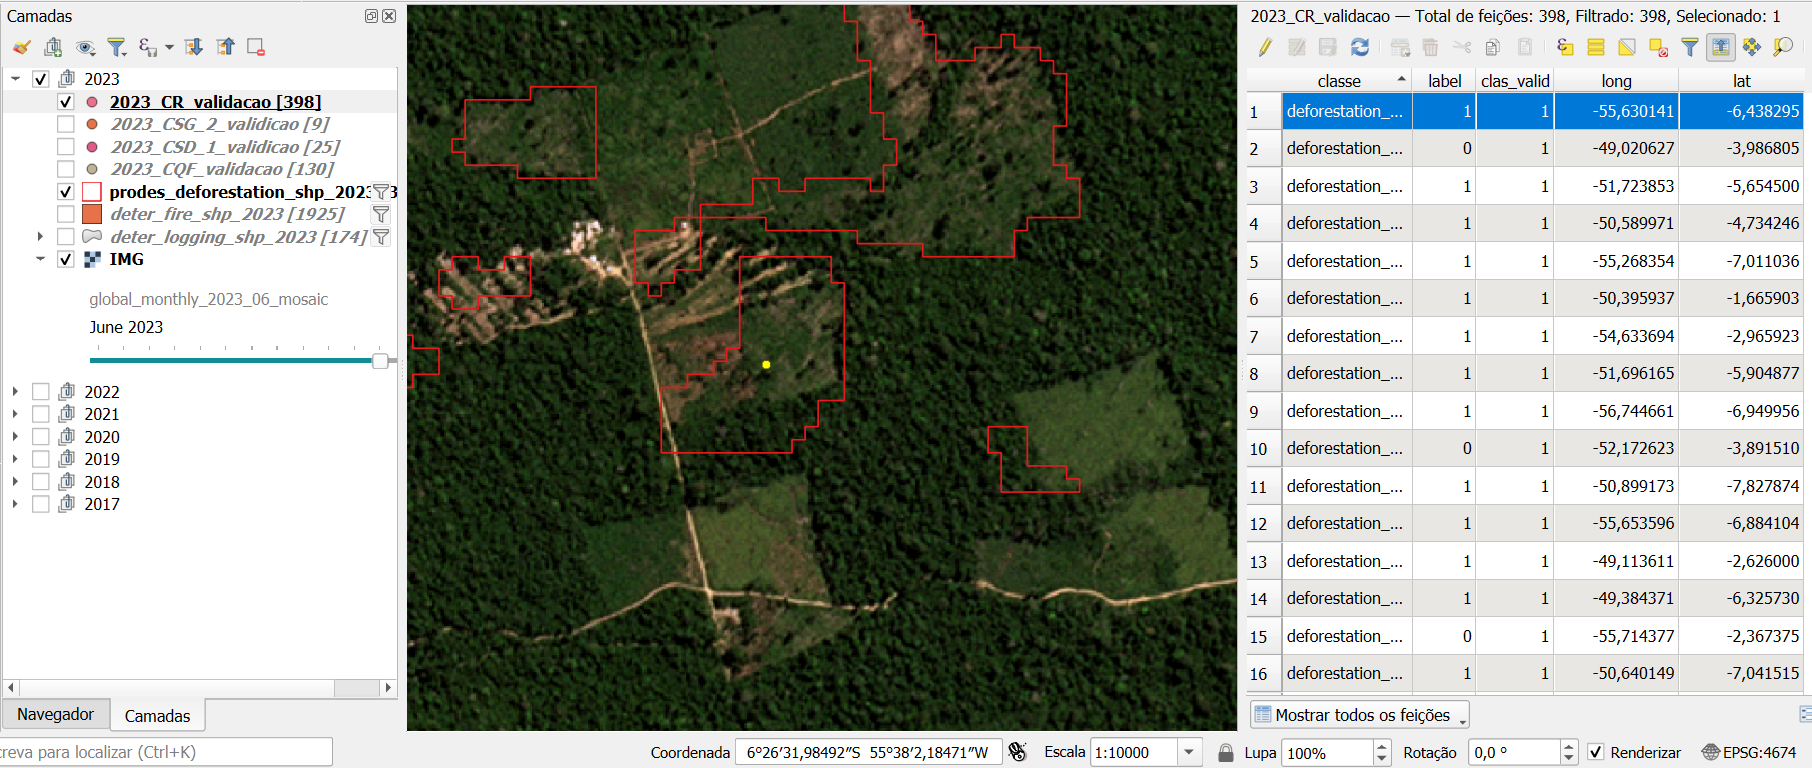 Camadas
2023
2023_CR_validacao [398]
2023_CSG_2_validicao [9]
2023_CSD_1_validacao [25]
2023_CQF_validacao [130]
prodes_deforestation_shp_2023
deter_fire_shp_2023 [1925]
deter_logging_shp_2023 [174]
IMG
global_monthly_2023_06_mosaic
June 2023
2022
2021
2020
2019
2018
2017
Navegador Camadas
creva para localizar (Ctrl+K)
2023_CR_validacao — Total de feições: 398, Filtrado: 398, Selecionado: 1
classe label clas_valid long lat
1 deforestation_... 1 1 -55,630141 -6,438295
2 deforestation_... 0 1 -49,020627 -3,986805
3 deforestation_... 1 1 -51,723853 -5,654500
4 deforestation_... 1 1 -50,589971 -4,734246
5 deforestation_... 1 1 -55,268354 -7,011036
6 deforestation_... 1 1 -50,395937 -1,665903
7 deforestation_... 1 1 -54,633694 -2,965923
8 deforestation_... 1 1 -51,696165 -5,904877
9 deforestation_... 1 1 -56,744661 -6,949956
10 deforestation_... 0 1 -52,172623 -3,891510
11 deforestation_... 1 1 -50,899173 -7,827874
12 deforestation_... 1 1 -55,653596 -6,884104
13 deforestation_... 1 1 -49,113611 -2,626000
14 deforestation_... 1 1 -49,384371 -6,325730
15 deforestation_... 0 1 -55,714377 -2,367375
16 deforestation_... 1 1 -50,640149 -7,041515
Mostrar todos os feições
Coordenada 6°26′31,98492″S 55°38′2,18471″W Escala 1:10000 Lupa 100% Rotação 0,0 ° Renderizar EPSG:4674